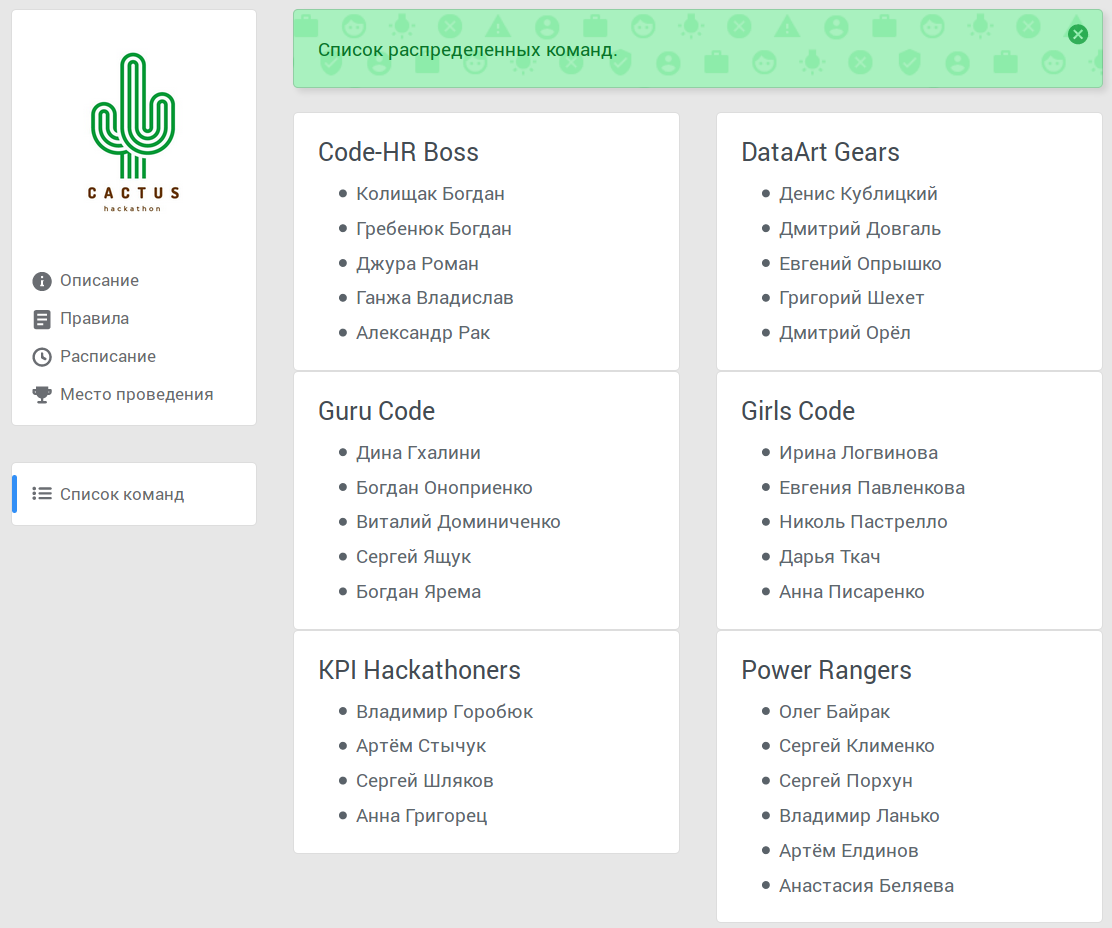 CACTUS
hackathon
Описание
Правила
Расписание
Место проведения
Список команд
Список распределенных команд.
Code-HR Boss
Колищак Богдан
Гребенюк Богдан
Джура Роман
Ганжа Владислав
Александр Рак
DataArt Gears
Денис Кублицкий
Дмитрий Довгаль
Евгений Опрышко
Григорий Шехет
Дмитрий Орёл
Guru Code
Дина Гхалини
Богдан Оноприенко
Виталий Доминиченко
Сергей Ящук
Богдан Ярема
Girls Code
Ирина Логвинова
Евгения Павленкова
Николь Пастрелло
Дарья Ткач
Анна Писаренко
KPI Hackathoners
Владимир Горобюк
Артём Стычук
Сергей Шляков
Анна Григорец
Power Rangers
Олег Байрак
Сергей Клименко
Сергей Порхун
Владимир Ланько
Артём Елдинов
Анастасия Беляева